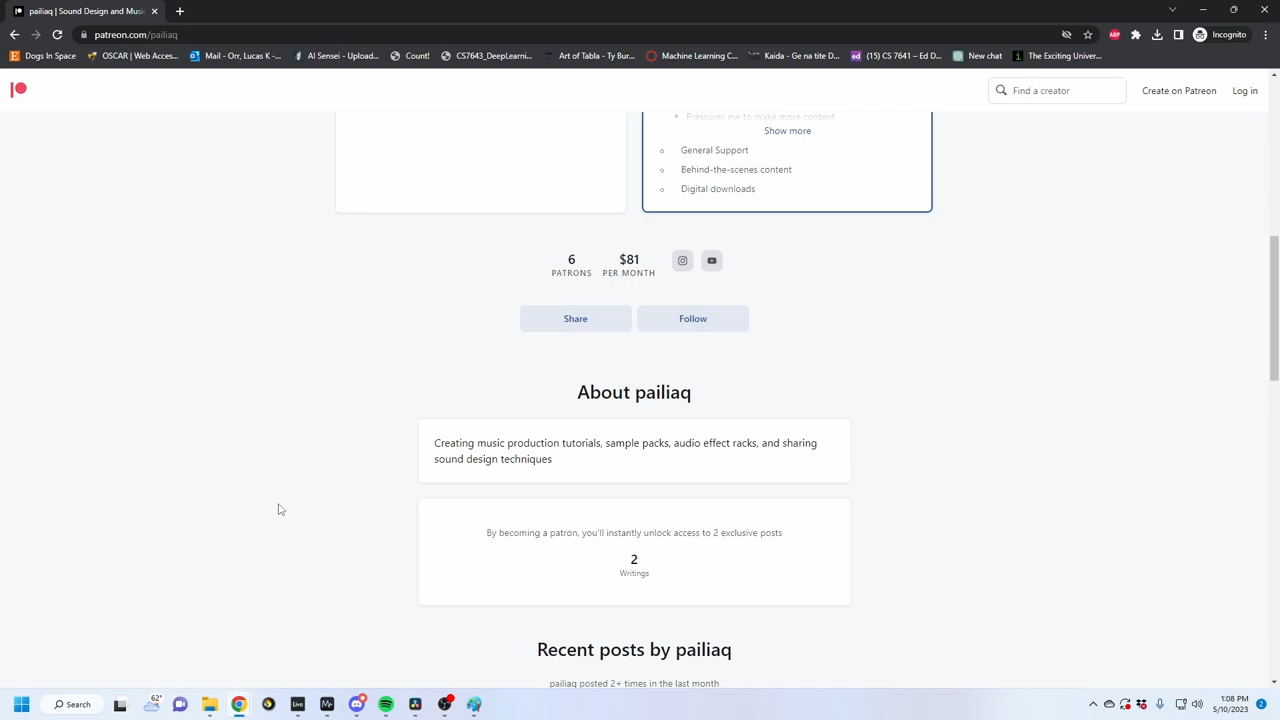 pailiaq | Sound Design and Music
patreon.com/pailiaq
Incognito
Dogs In Space
OSCAR | Web Acces...
Mail - Orr, Lucas K -...
AI Sensei - Upload...
Count!
CS7643_DeepLearnin...
Art of Tabla - Ty Bur...
Machine Learning C...
Kaida - Ge na tite D...
(15) CS 7641 – Ed D...
New chat
The Exciting Univer...
Find a creator
Create on Patreon
Log in
Pressures me to make more content
Show more
General Support
Behind-the-scenes content
Digital downloads
6
PATRONS
$81
PER MONTH
Share
Follow
About pailiaq
Creating music production tutorials, sample packs, audio effect racks, and sharing
sound design techniques
By becoming a patron, you'll instantly unlock access to 2 exclusive posts
2
Writings
Recent posts by pailiaq
pailiaq posted 2+ times in the last month
Search
62°
Live
1:08 PM
5/10/2023
2